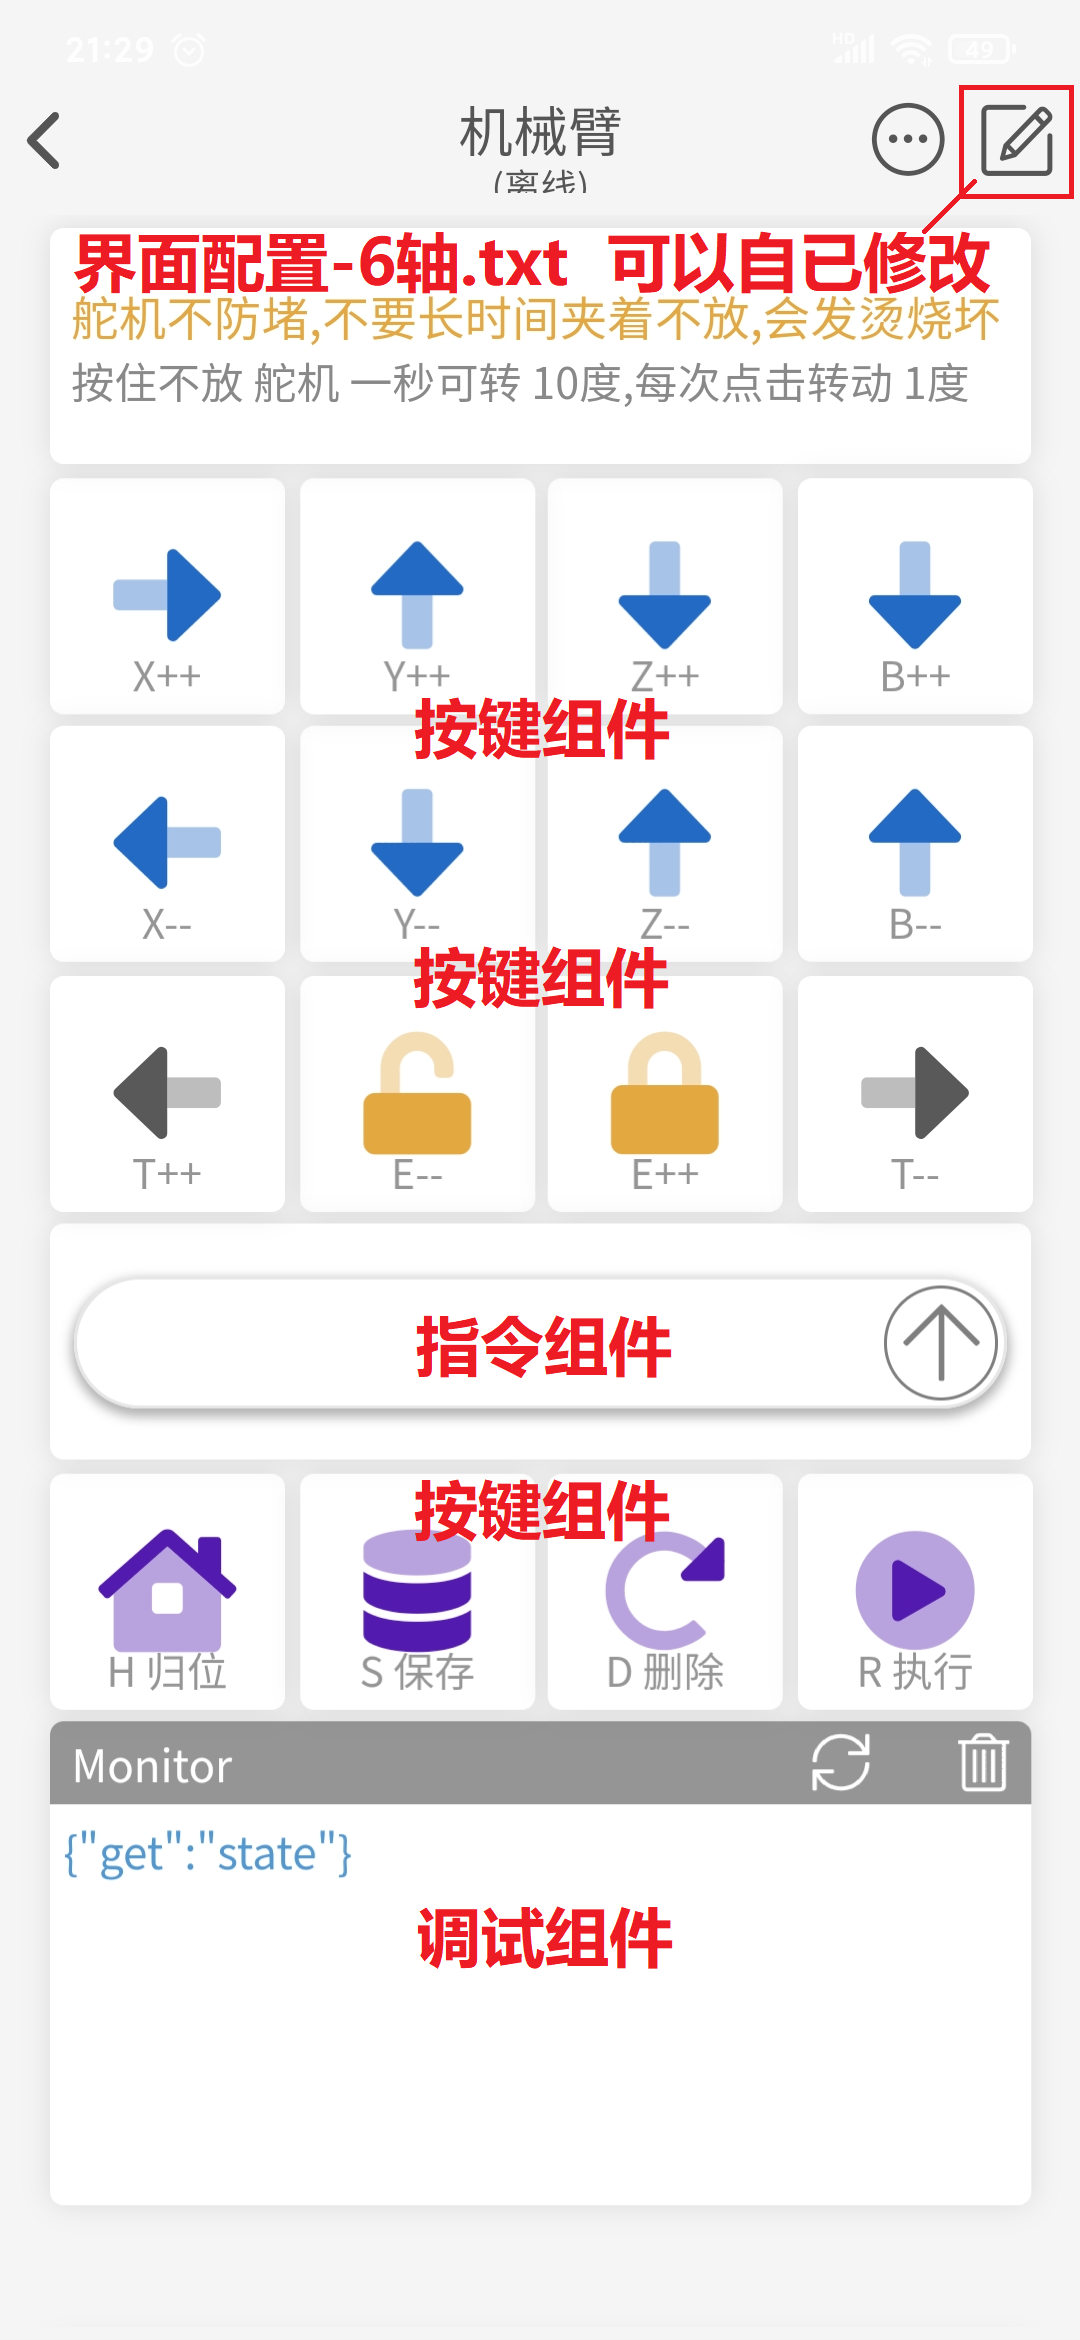 21:29
HD
49
机械臂
(离线)
界面配置-6轴.txt 可以自已修改
舵机不防堵,不要长时间夹着不放,会发烫烧坏
按住不放 舵机 一秒可转 10度,每次点击转动 1度
X++ Y++ Z++ B++
按键组件
X-- Y-- Z-- B--
按键组件
T++ E-- E++ T--
指令组件
按键组件
H 归位 S 保存 D 删除 R 执行
Monitor
{"get":"state"}
调试组件